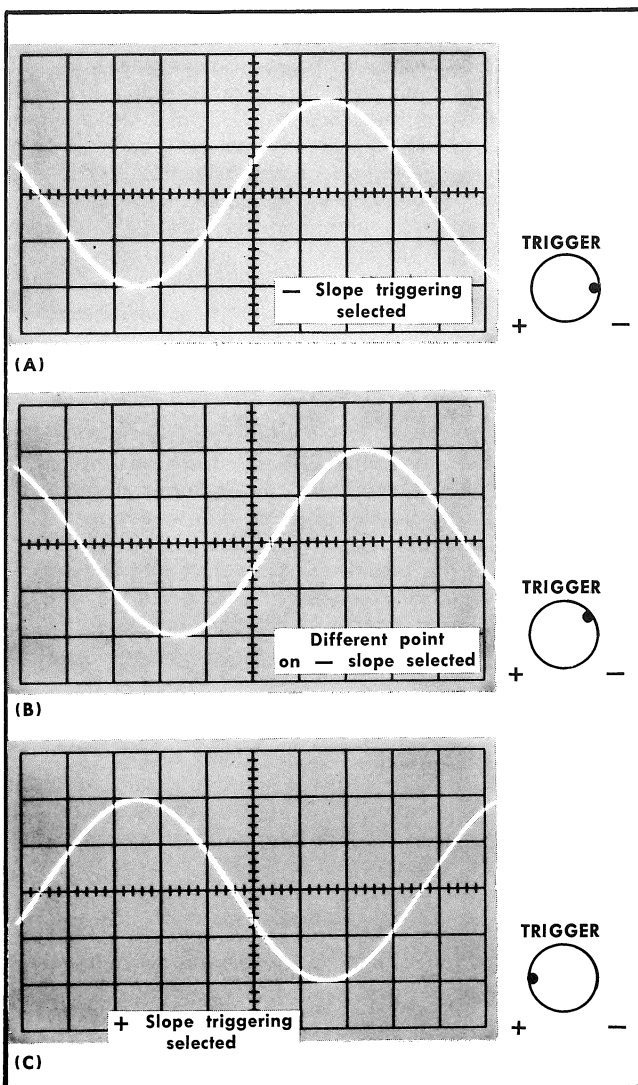 TRIGGER
— Slope triggering
selected
+ —
(A)
TRIGGER
Different point
on — slope selected
+ —
(B)
TRIGGER
+ —
+ Slope triggering
selected
(C)